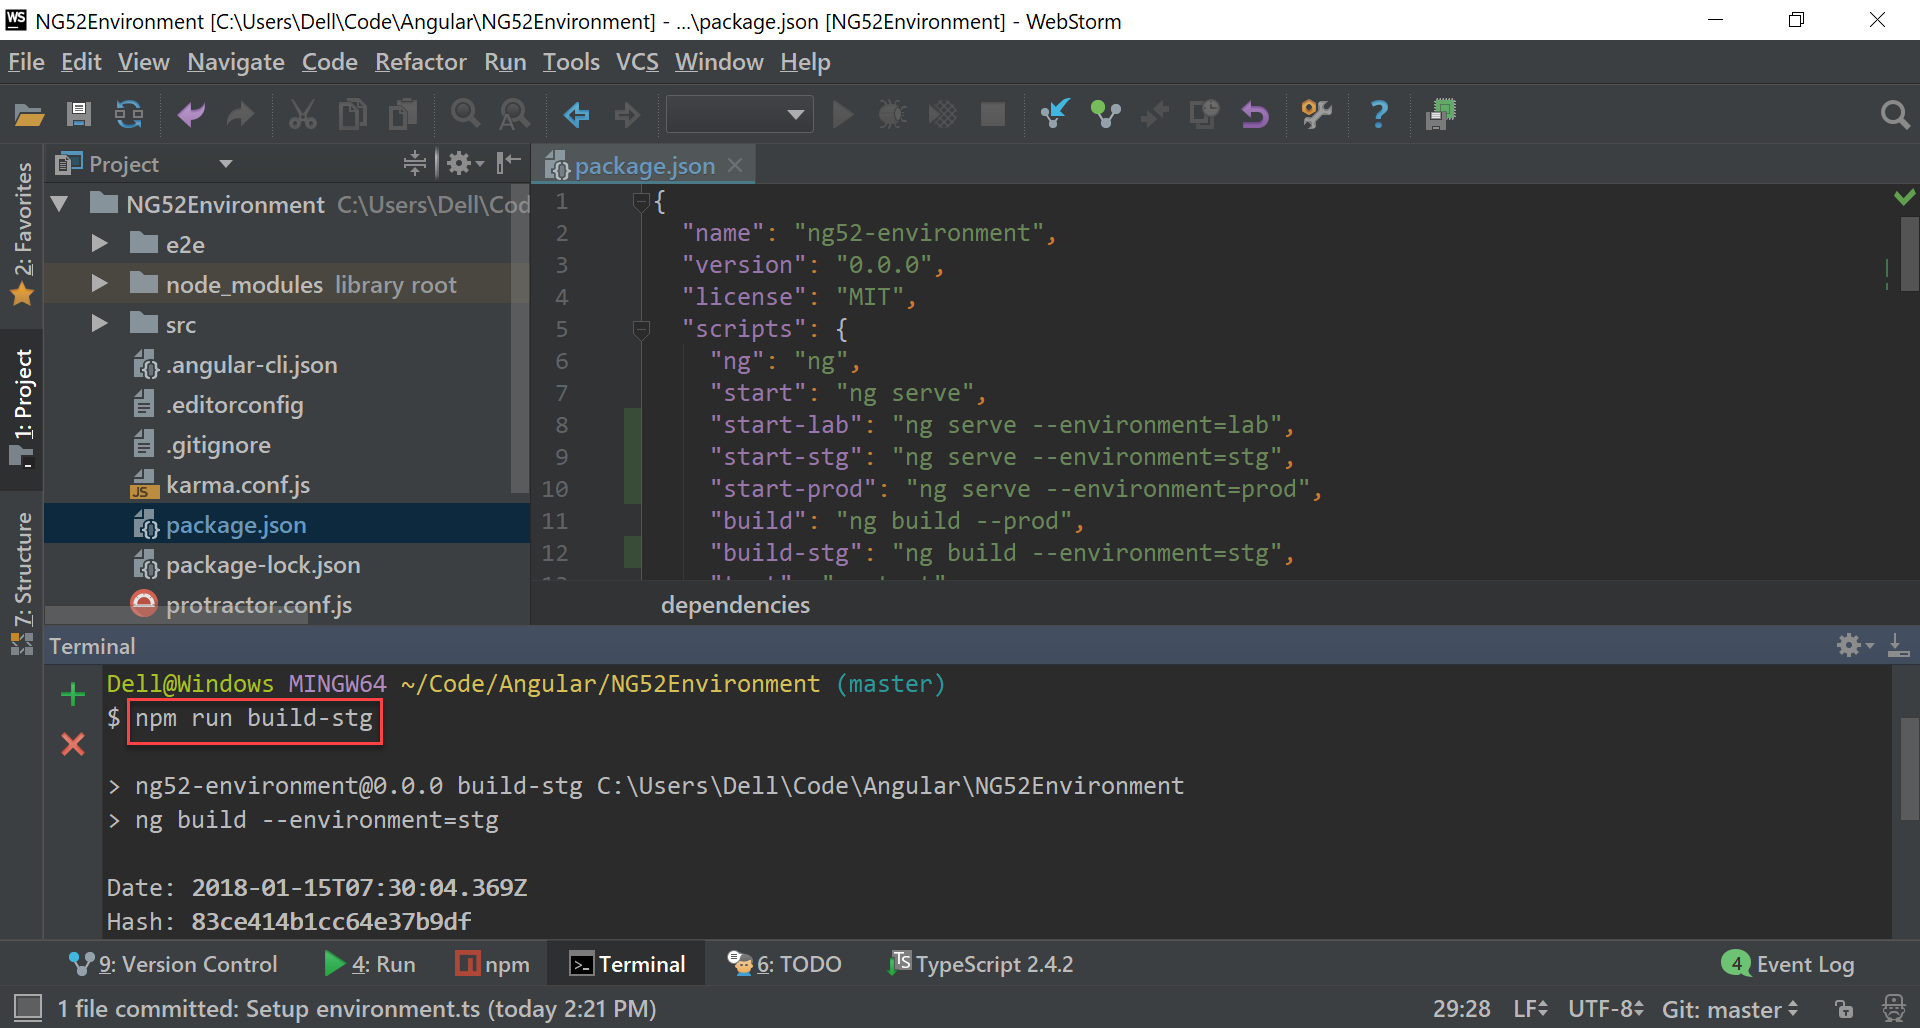 WS NG52Environment [C:\Users\Dell\Code\Angular\NG52Environment] - ...\package.json [NG52Environment] - WebStorm
File Edit View Navigate Code Refactor Run Tools VCS Window Help
Project
package.json
2: Favorites
1: Project
7: Structure
NG52Environment C:\Users\Dell\Cod
e2e
node_modules library root
src
.angular-cli.json
.editorconfig
.gitignore
JS karma.conf.js
package.json
package-lock.json
protractor.conf.js
1 {
2 "name": "ng52-environment",
3 "version": "0.0.0",
4 "license": "MIT",
5 "scripts": {
6 "ng": "ng",
7 "start": "ng serve",
8 "start-lab": "ng serve --environment=lab",
9 "start-stg": "ng serve --environment=stg",
10 "start-prod": "ng serve --environment=prod",
11 "build": "ng build --prod",
12 "build-stg": "ng build --environment=stg",
dependencies
Terminal
Dell@Windows MINGW64 ~/Code/Angular/NG52Environment (master)
$ npm run build-stg
> ng52-environment@0.0.0 build-stg C:\Users\Dell\Code\Angular\NG52Environment
> ng build --environment=stg
Date: 2018-01-15T07:30:04.369Z
Hash: 83ce414b1cc64e37b9df
9: Version Control 4: Run npm Terminal 6: TODO TS TypeScript 2.4.2 4 Event Log
1 file committed: Setup environment.ts (today 2:21 PM) 29:28 LF UTF-8 Git: master